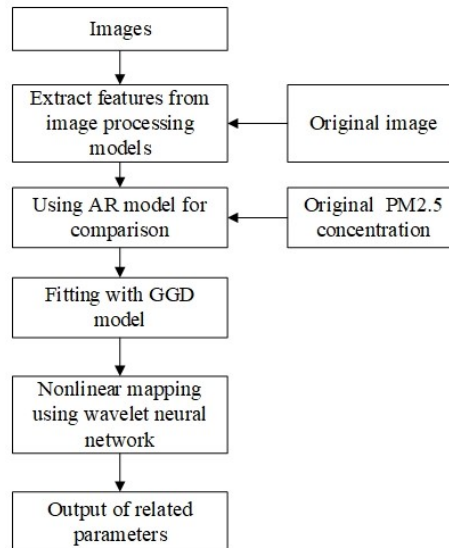 Images
Extract features from
image processing
models
Original image
Using AR model for
comparison
Original PM2.5
concentration
Fitting with GGD
model
Nonlinear mapping
using wavelet neural
network
Output of related
parameters